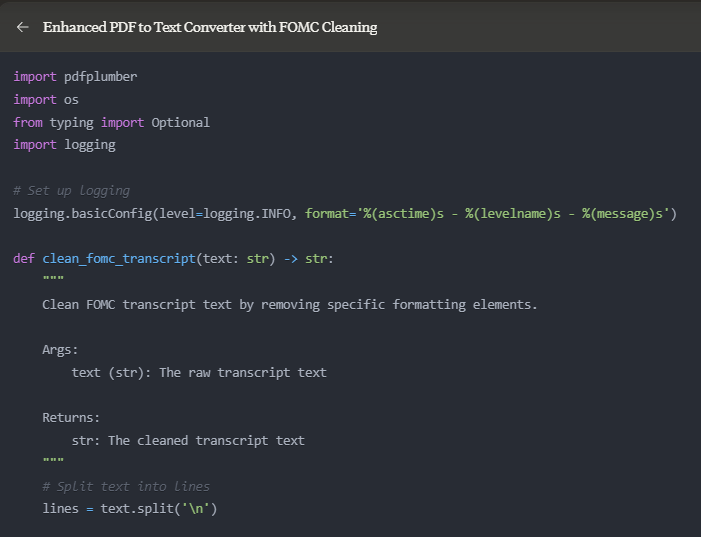 ← Enhanced PDF to Text Converter with FOMC Cleaning
import pdfplumber
import os
from typing import Optional
import logging

# Set up logging
logging.basicConfig(level=logging.INFO, format='%(asctime)s - %(levelname)s - %(message)s')

def clean_fomc_transcript(text: str) -> str:
    """
    Clean FOMC transcript text by removing specific formatting elements.

    Args:
        text (str): The raw transcript text

    Returns:
        str: The cleaned transcript text
    """
    # Split text into lines
    lines = text.split('\n')